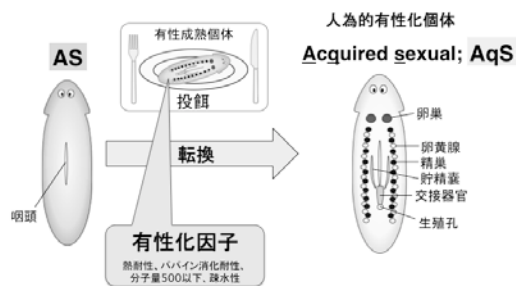 AS
咽頭
有性成熟個体
投餌
転換
有性化因子
熱耐性、パパイン消化耐性、
分子量500以下、疎水性
人為的有性化個体
Acquired sexual; AqS
卵巣
卵黄腺
精巣
貯精嚢
交接器官
生殖孔